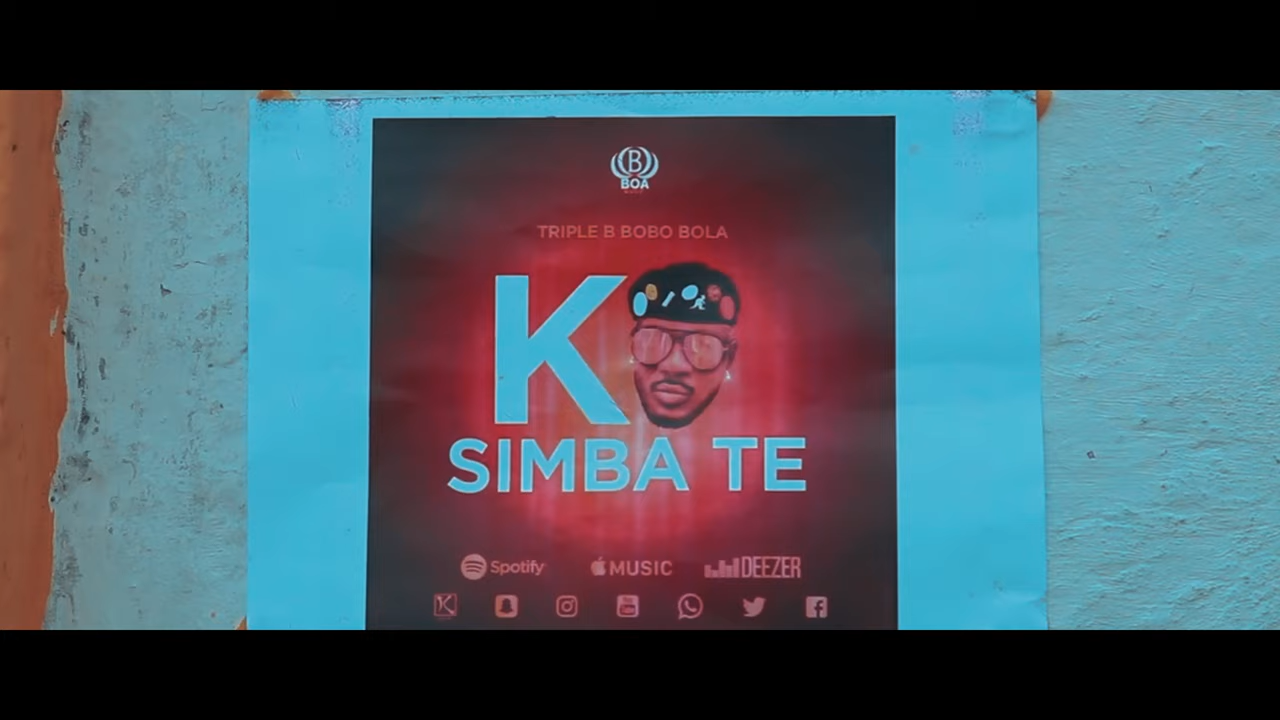 B
BOA
TRIPLE B BOBO BOLA
K
SIMBA TE
Spotify
MUSIC
DEEZER